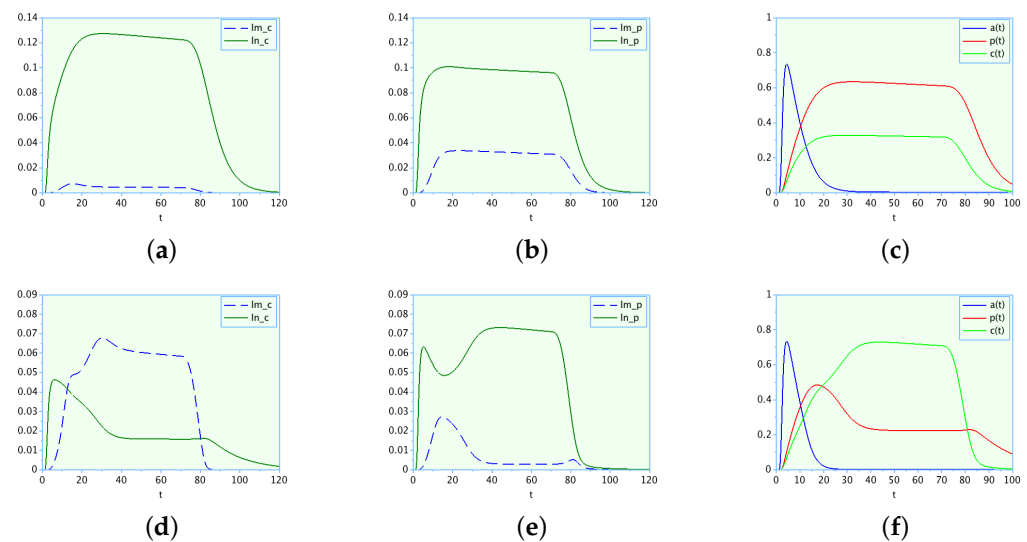 0.14
0.12
0.1
0.08
0.06
0.04
0.02
0
0 20 40 60 80 100 120
t
Im_c
In_c
(a)
0.14
0.12
0.1
0.08
0.06
0.04
0.02
0
0 20 40 60 80 100 120
t
Im_p
In_p
(b)
1
0.8
0.6
0.4
0.2
0
0 10 20 30 40 50 60 70 80 90 100
t
a(t)
p(t)
c(t)
(c)
0.09
0.08
0.07
0.06
0.05
0.04
0.03
0.02
0.01
0
0 20 40 60 80 100 120
t
Im_c
In_c
(d)
0.09
0.08
0.07
0.06
0.05
0.04
0.03
0.02
0.01
0
0 20 40 60 80 100 120
t
Im_p
In_p
(e)
1
0.8
0.6
0.4
0.2
0
0 10 20 30 40 50 60 70 80 90 100
t
a(t)
p(t)
c(t)
(f)